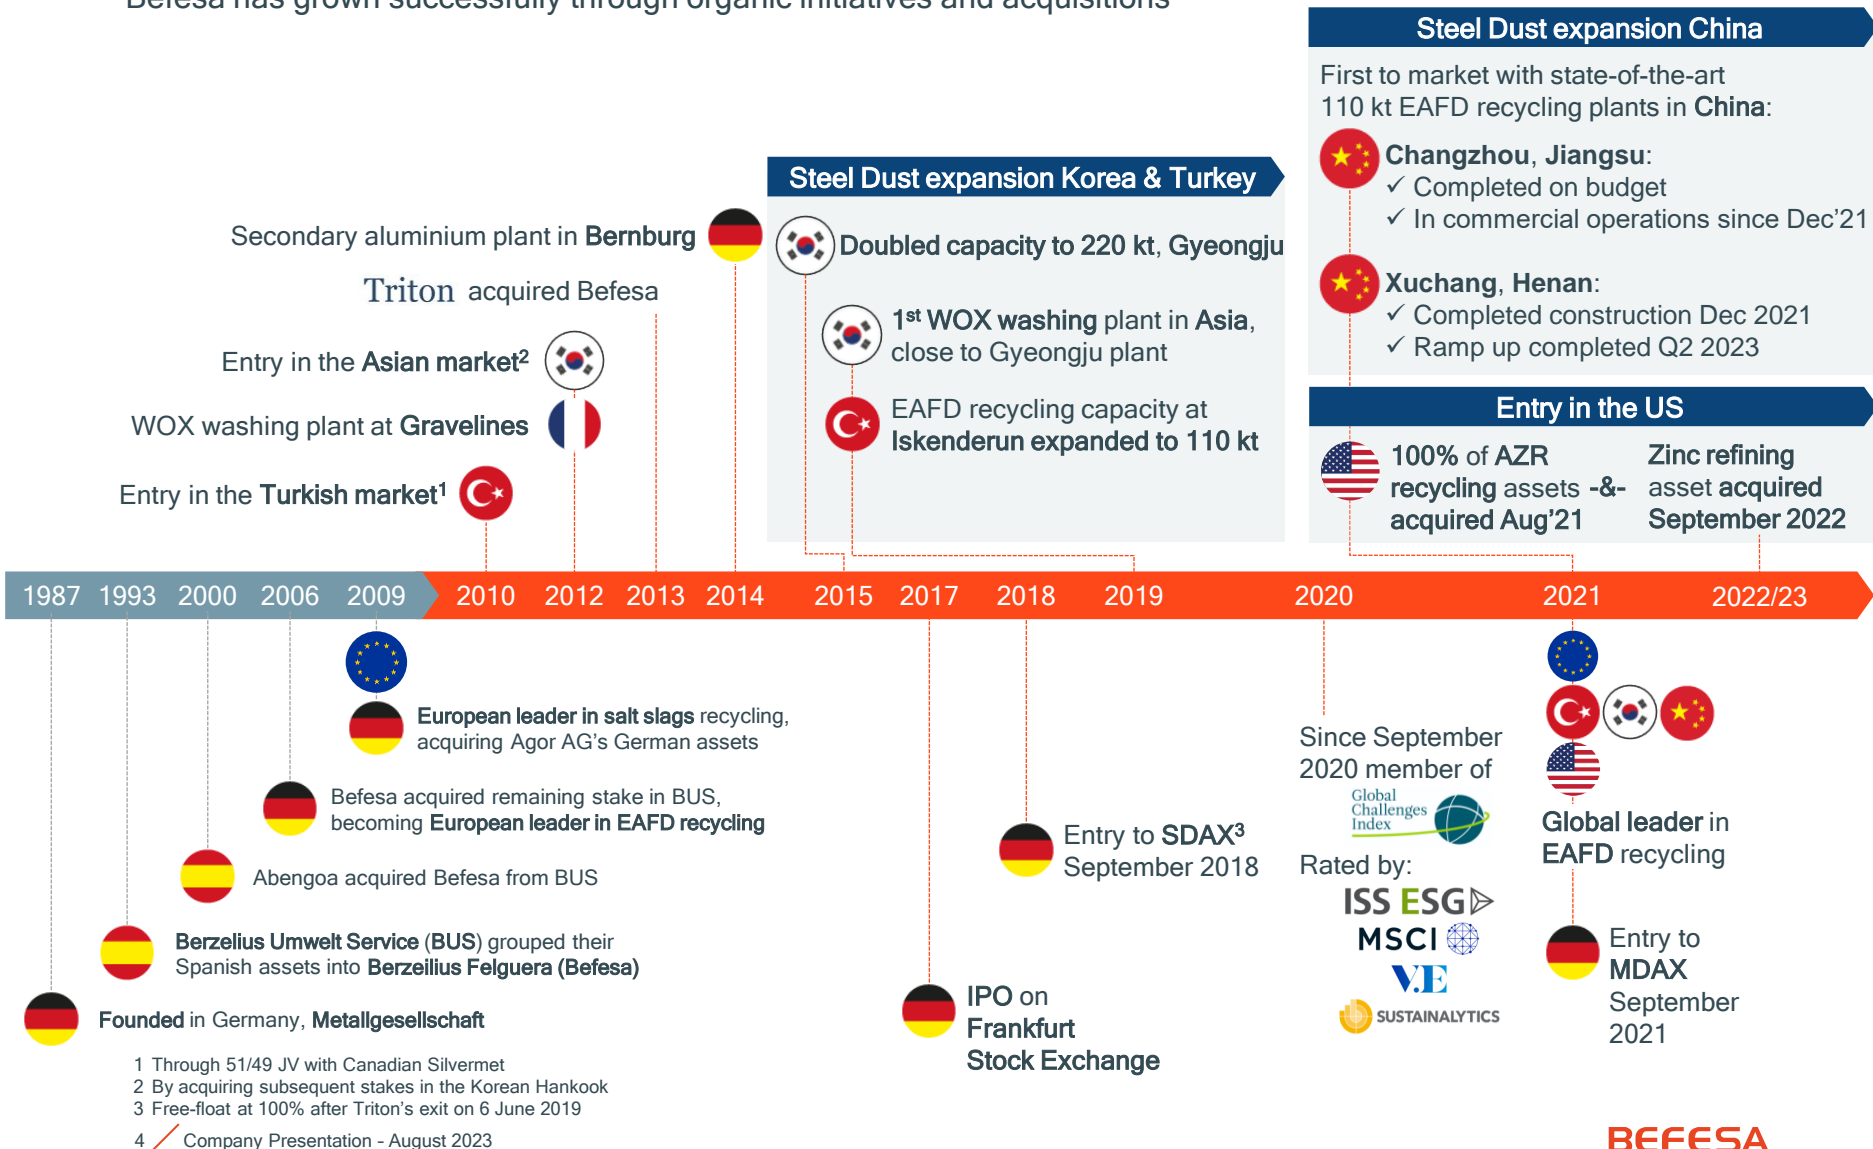 Befesa has grown successfully through organic initiatives and acquisitions
Steel Dust expansion China
First to market with state-of-the-art
110 kt EAFD recycling plants in China:
Changzhou, Jiangsu:
✓ Completed on budget
✓ In commercial operations since Dec'21
Xuchang, Henan:
✓ Completed construction Dec 2021
✓ Ramp up completed Q2 2023
Steel Dust expansion Korea & Turkey
Doubled capacity to 220 kt, Gyeongju
1st WOX washing plant in Asia,
close to Gyeongju plant
EAFD recycling capacity at
Iskenderun expanded to 110 kt
Secondary aluminium plant in Bernburg
Triton acquired Befesa
Entry in the Asian market2
WOX washing plant at Gravelines
Entry in the Turkish market1
Entry in the US
100% of AZR
recycling assets -&-
acquired Aug'21
Zinc refining
asset acquired
September 2022
1987 1993 2000 2006 2009 2010 2012 2013 2014 2015 2017 2018 2019 2020 2021 2022/23
European leader in salt slags recycling,
acquiring Agor AG's German assets
Befesa acquired remaining stake in BUS,
becoming European leader in EAFD recycling
Abengoa acquired Befesa from BUS
Berzelius Umwelt Service (BUS) grouped their
Spanish assets into Berzeilius Felguera (Befesa)
Founded in Germany, Metallgesellschaft
IPO on
Frankfurt
Stock Exchange
Entry to SDAX3
September 2018
Since September
2020 member of
Global
Challenges
Index
Rated by:
ISS ESG
MSCI
V.E
SUSTAINALYTICS
Global leader in
EAFD recycling
Entry to
MDAX
September
2021
1 Through 51/49 JV with Canadian Silvermet
2 By acquiring subsequent stakes in the Korean Hankook
3 Free-float at 100% after Triton's exit on 6 June 2019
4 Company Presentation - August 2023
BEFESA